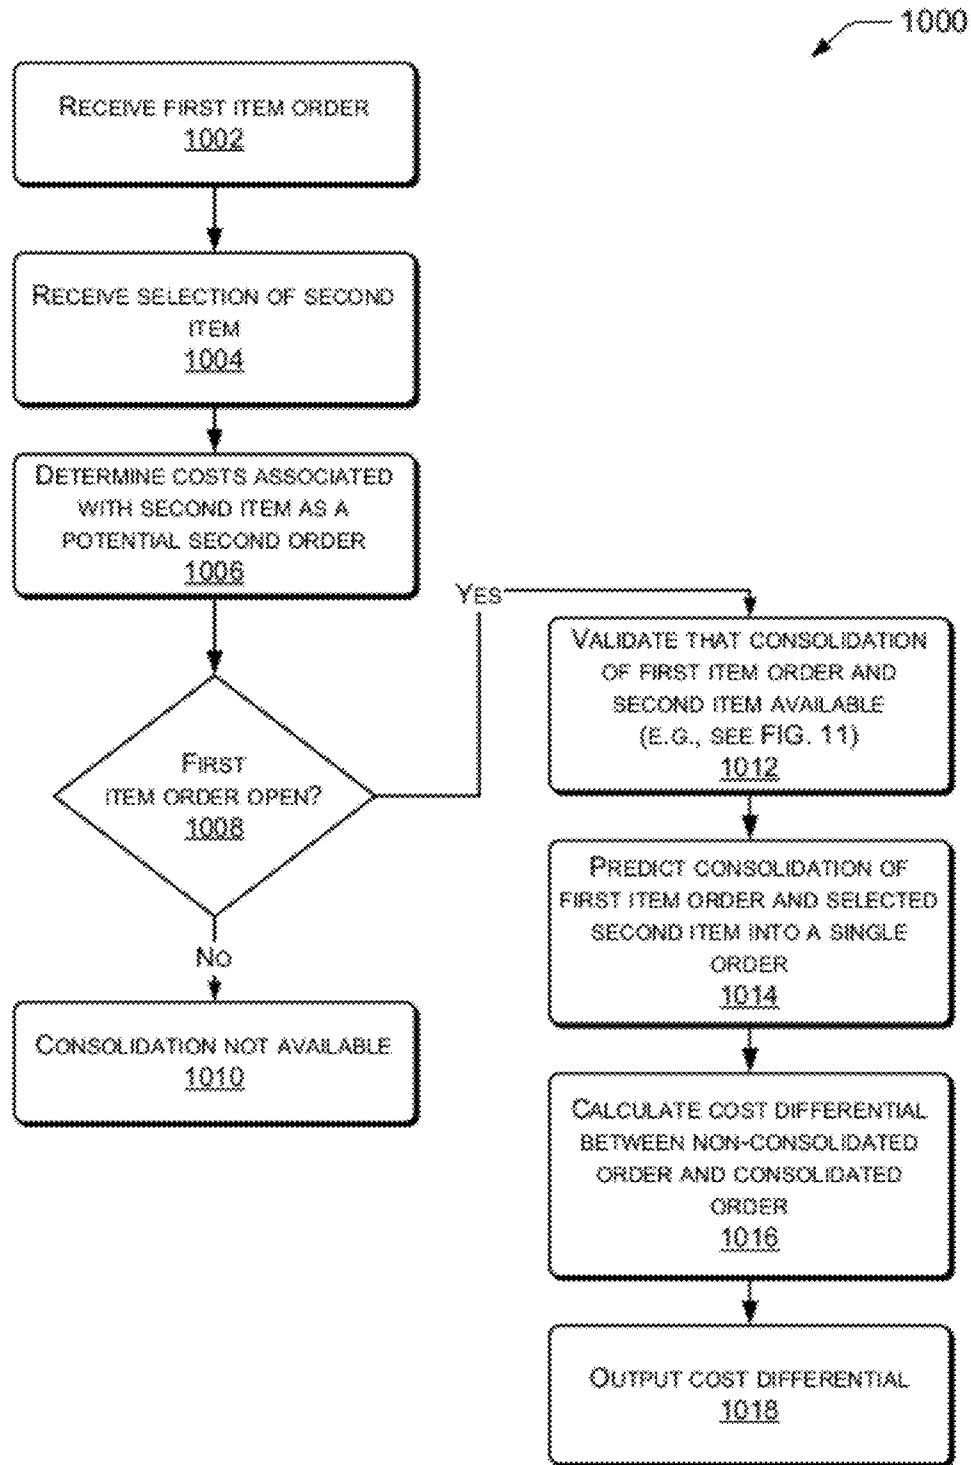 1000
RECEIVE FIRST ITEM ORDER
1002
RECEIVE SELECTION OF SECOND
ITEM
1004
DETERMINE COSTS ASSOCIATED
WITH SECOND ITEM AS A
POTENTIAL SECOND ORDER
1006
FIRST
ITEM ORDER OPEN?
1008
NO
CONSOLIDATION NOT AVAILABLE
1010
YES
VALIDATE THAT CONSOLIDATION
OF FIRST ITEM ORDER AND
SECOND ITEM AVAILABLE
(E.G., SEE FIG. 11)
1012
PREDICT CONSOLIDATION OF
FIRST ITEM ORDER AND SELECTED
SECOND ITEM INTO A SINGLE
ORDER
1014
CALCULATE COST DIFFERENTIAL
BETWEEN NON-CONSOLIDATED
ORDER AND CONSOLIDATED
ORDER
1016
OUTPUT COST DIFFERENTIAL
1018